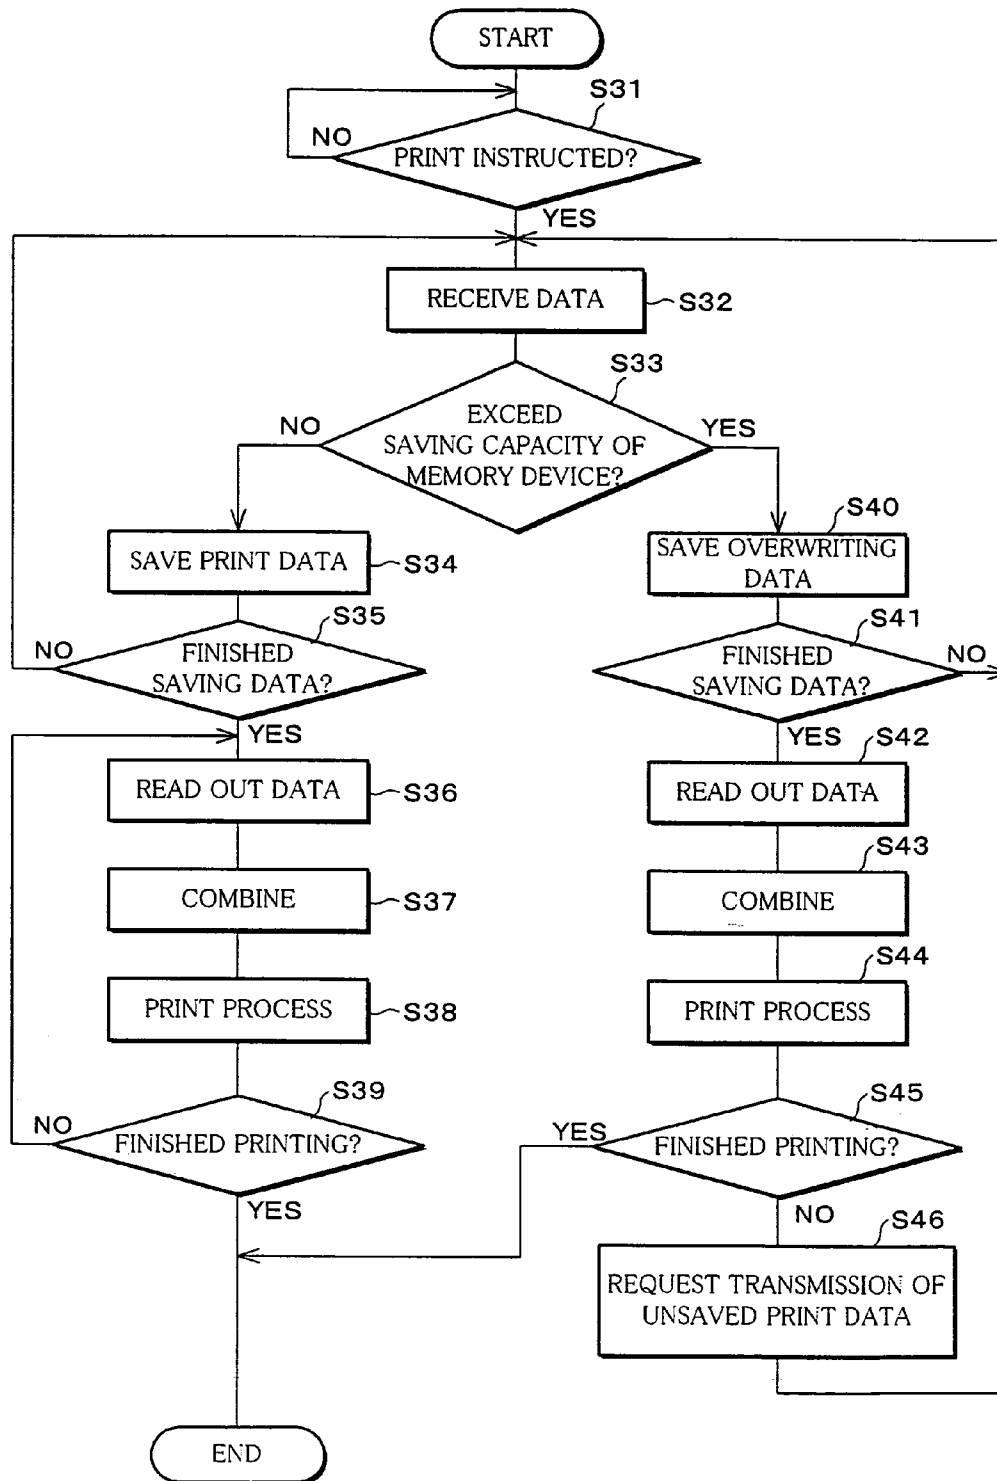 START
S31
NO
PRINT INSTRUCTED?
YES
RECEIVE DATA
S32
S33
NO
EXCEED
SAVING CAPACITY OF
MEMORY DEVICE?
YES
SAVE PRINT DATA
S34
S35
NO
FINISHED
SAVING DATA?
YES
READ OUT DATA
S36
COMBINE
S37
PRINT PROCESS
S38
S39
NO
FINISHED PRINTING?
YES
S40
SAVE OVERWRITING
DATA
S41
FINISHED
SAVING DATA?
NO
YES
S42
READ OUT DATA
S43
COMBINE
S44
PRINT PROCESS
S45
YES
FINISHED PRINTING?
NO
S46
REQUEST TRANSMISSION OF
UNSAVED PRINT DATA
END